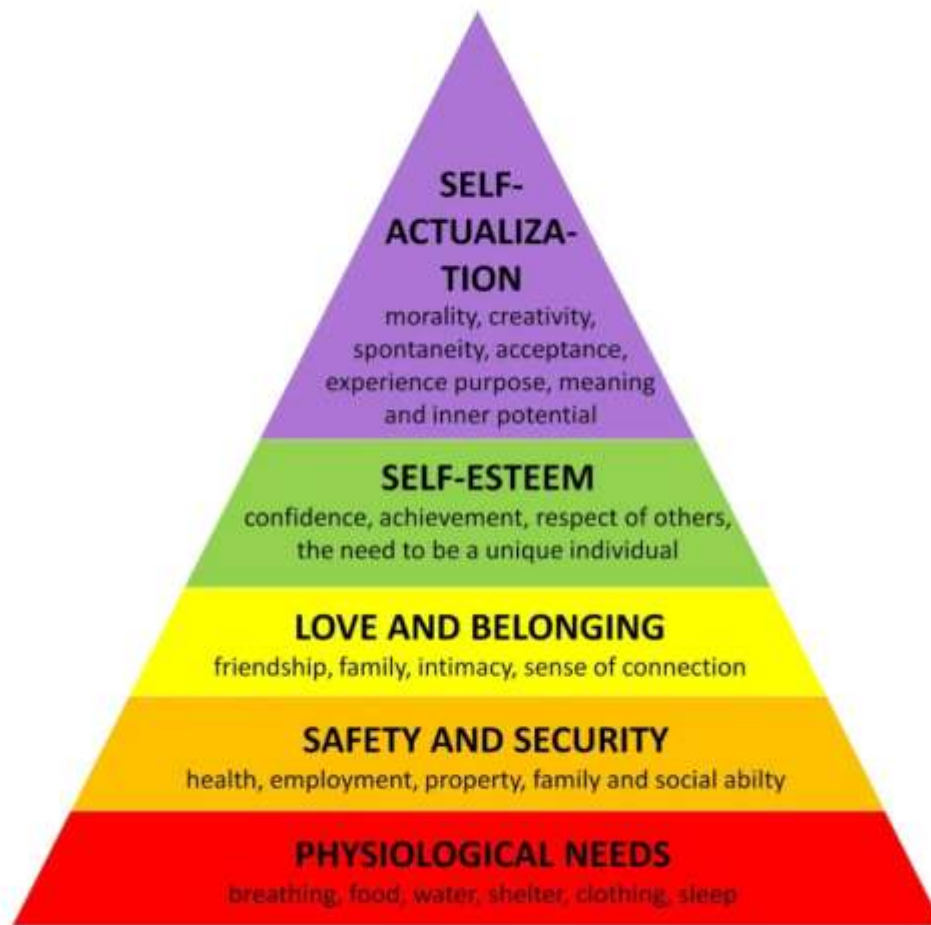 SELF-
ACTUALIZA-
TION
morality, creativity,
spontaneity, acceptance,
experience purpose, meaning
and inner potential
SELF-ESTEEM
confidence, achievement, respect of others,
the need to be a unique individual
LOVE AND BELONGING
friendship, family, intimacy, sense of connection
SAFETY AND SECURITY
health, employment, property, family and social abilty
PHYSIOLOGICAL NEEDS
breathing, food, water, shelter, clothing, sleep